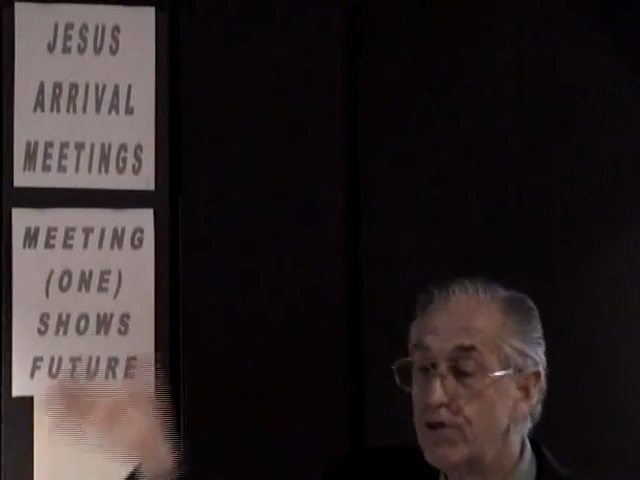 JESUS
ARRIVAL
MEETINGS
MEETING
(ONE)
SHOWS
FUTURE